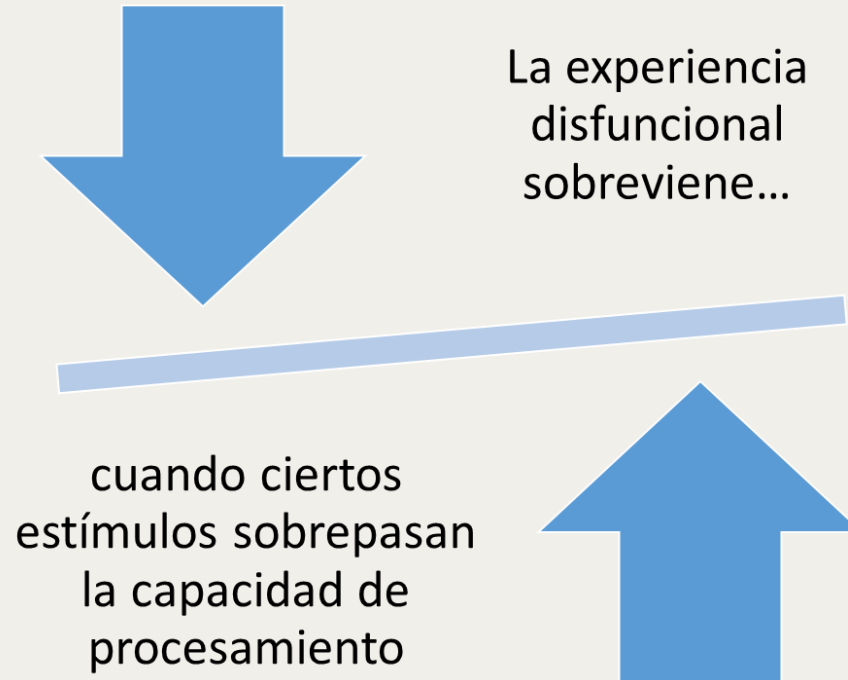 La experiencia
disfuncional
sobreviene…
cuando ciertos
estímulos sobrepasan
la capacidad de
procesamiento